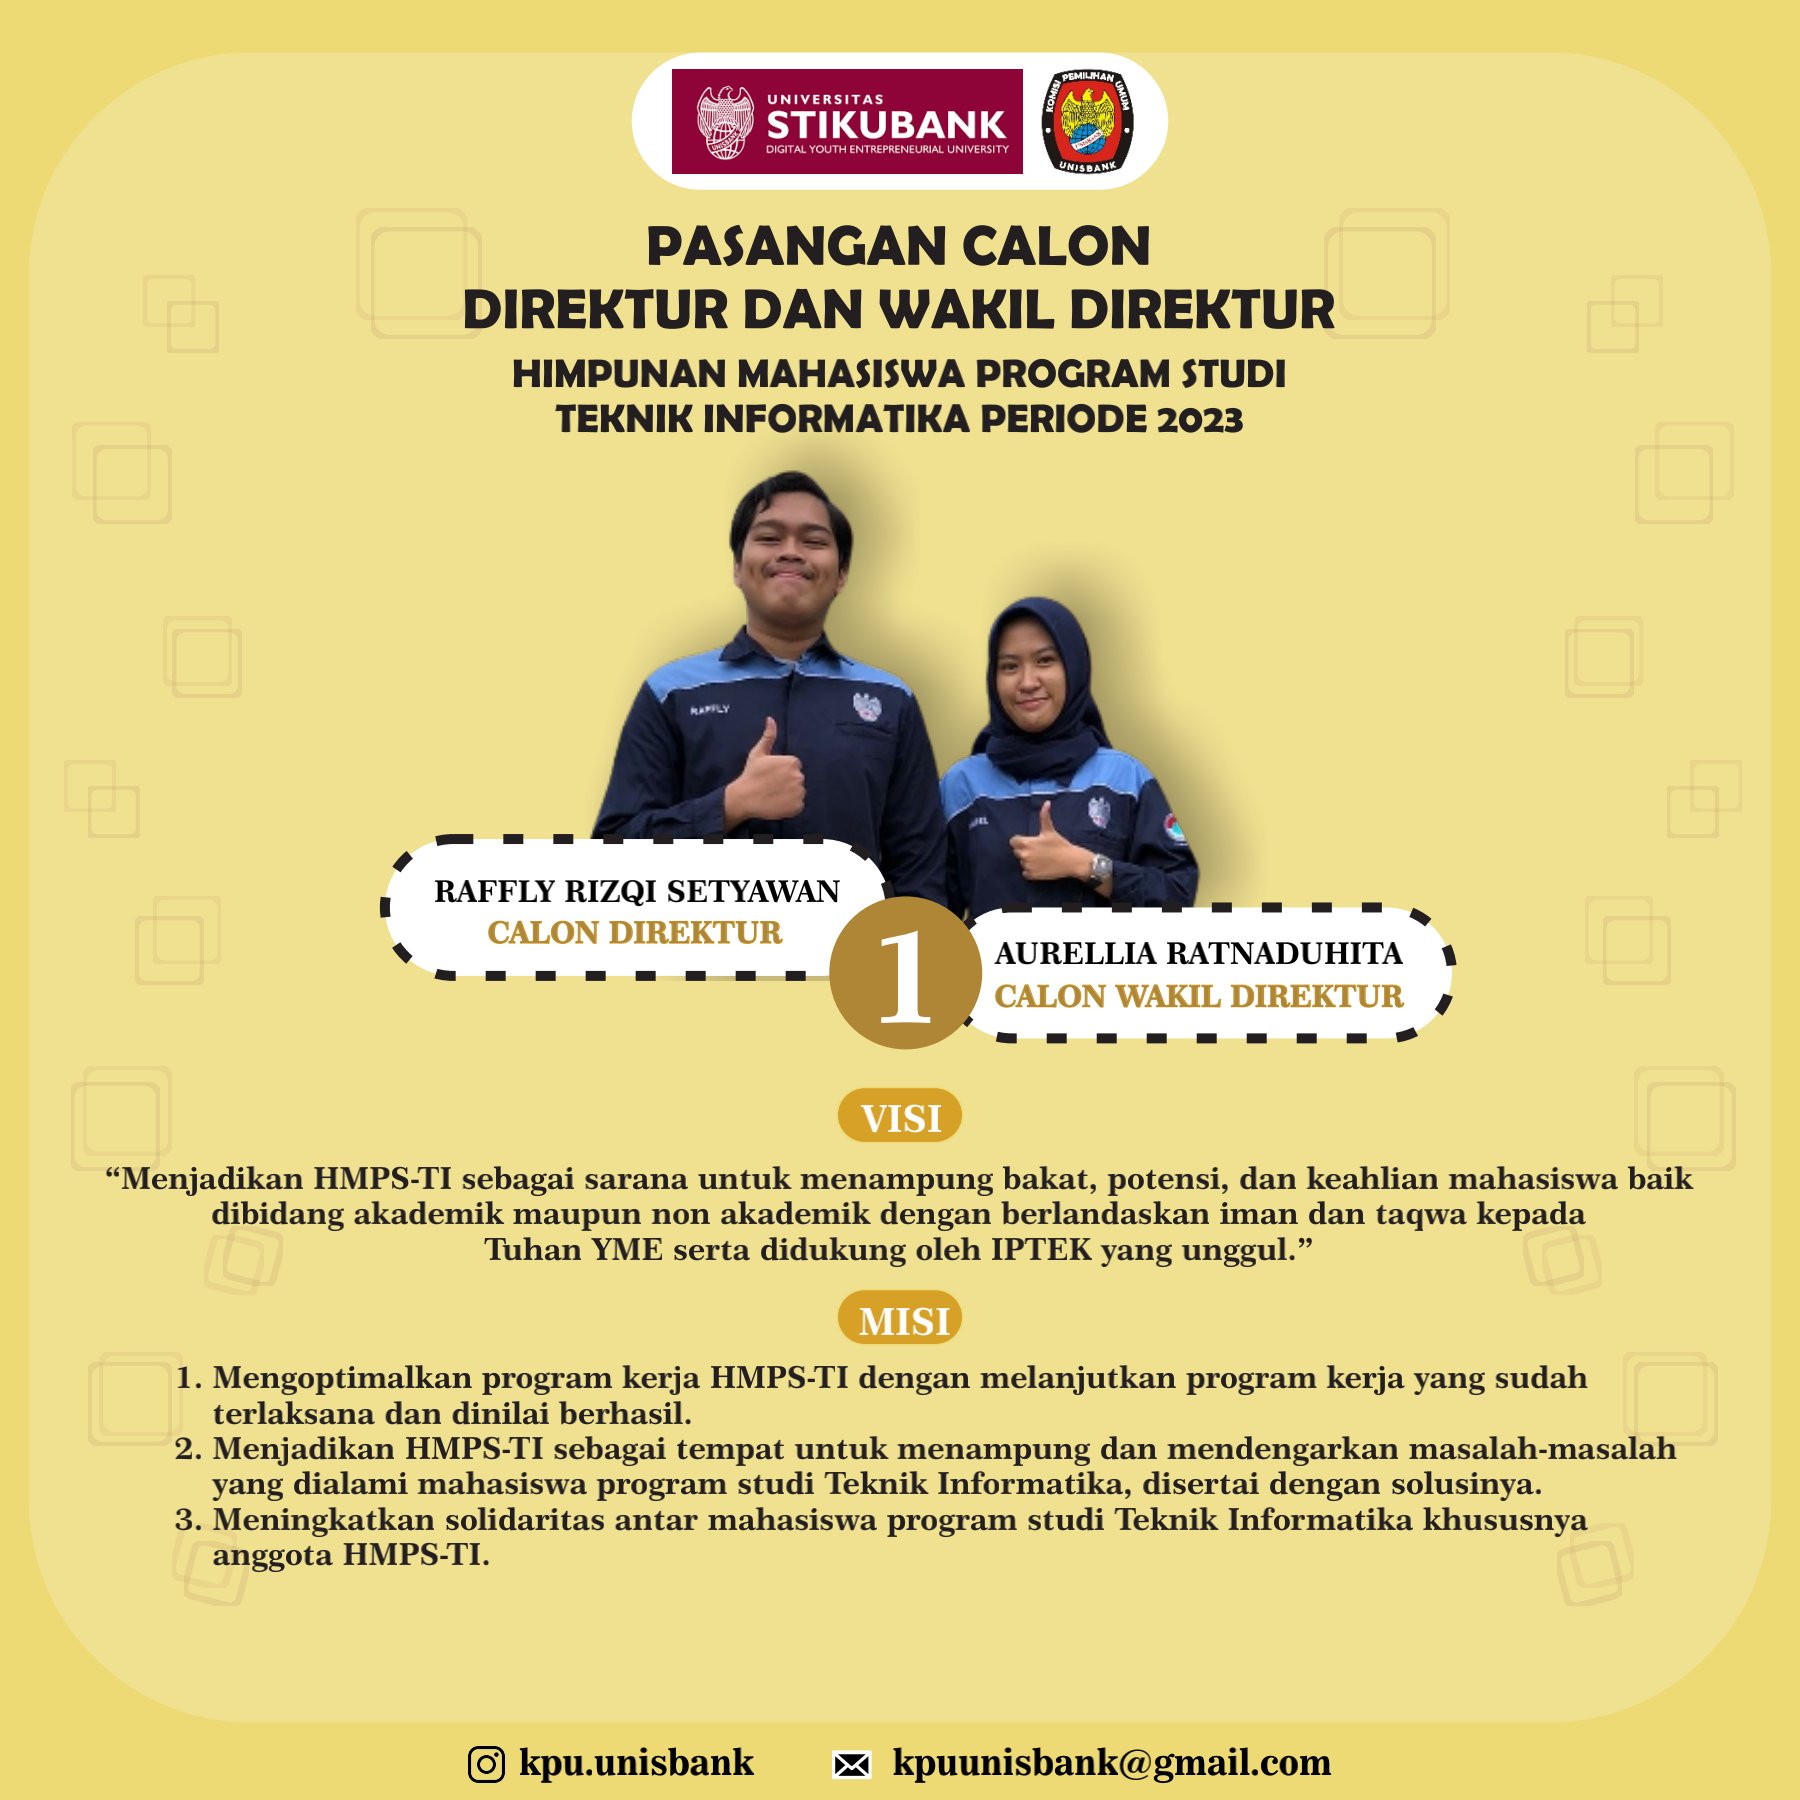 UNIVERSITAS
STIKUBANK
DIGITAL YOUTH ENTREPRENEURIAL UNIVERSITY
KOMISI PEMILIHAN UMUM
UNISBANK
PASANGAN CALON
DIREKTUR DAN WAKIL DIREKTUR
HIMPUNAN MAHASISWA PROGRAM STUDI
TEKNIK INFORMATIKA PERIODE 2023
RAFFLY
RAFFLY RIZQI SETYAWAN
CALON DIREKTUR
1
AURELLIA RATNADUHITA
CALON WAKIL DIREKTUR
VISI
“Menjadikan HMPS-TI sebagai sarana untuk menampung bakat, potensi, dan keahlian mahasiswa baik
dibidang akademik maupun non akademik dengan berlandaskan iman dan taqwa kepada
Tuhan YME serta didukung oleh IPTEK yang unggul.”
MISI
1. Mengoptimalkan program kerja HMPS-TI dengan melanjutkan program kerja yang sudah
terlaksana dan dinilai berhasil.
2. Menjadikan HMPS-TI sebagai tempat untuk menampung dan mendengarkan masalah-masalah
yang dialami mahasiswa program studi Teknik Informatika, disertai dengan solusinya.
3. Meningkatkan solidaritas antar mahasiswa program studi Teknik Informatika khususnya
anggota HMPS-TI.
kpu.unisbank
kpuunisbank@gmail.com